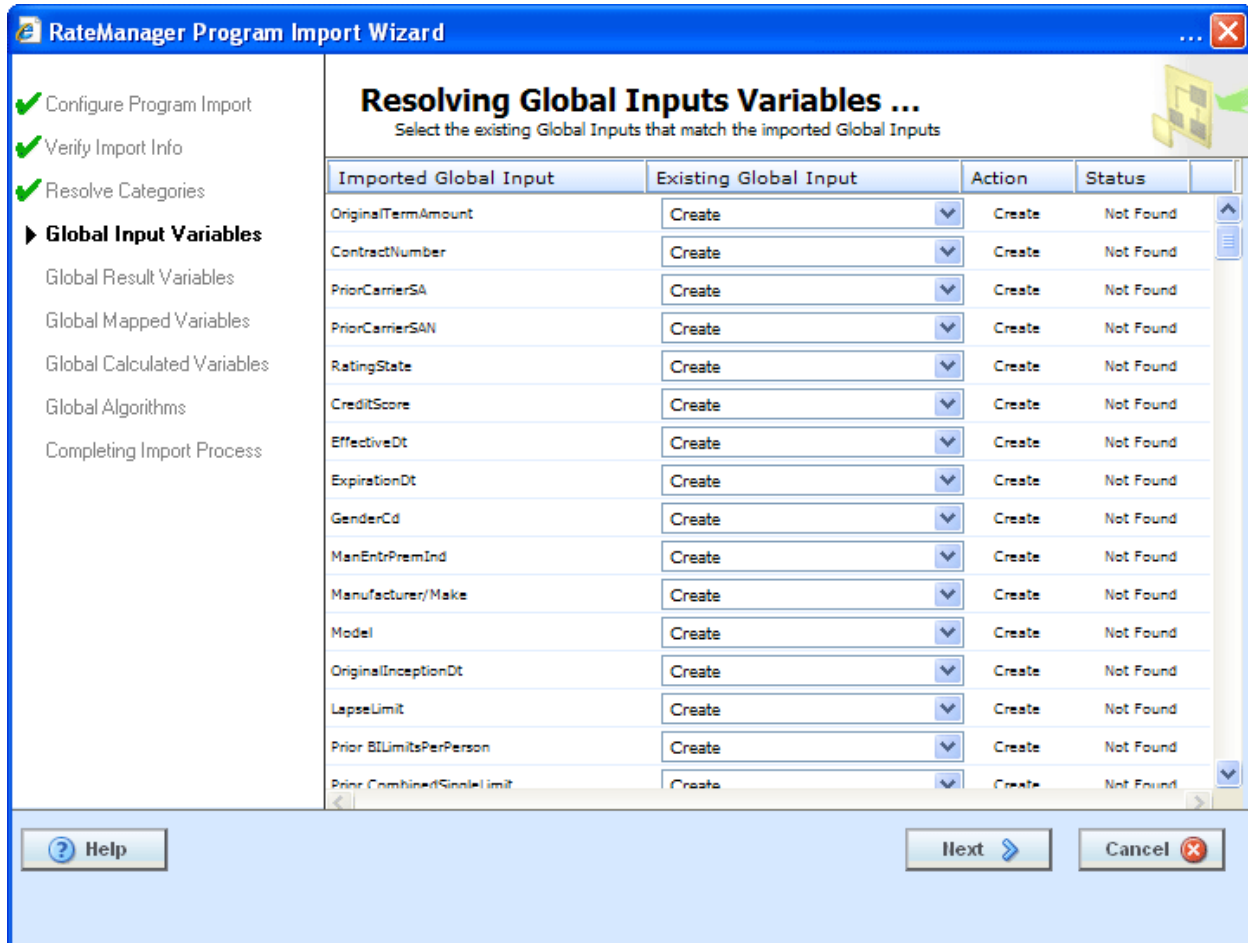 RateManager Program Import Wizard ...
Configure Program Import
Verify Import Info
Resolve Categories
Global Input Variables
Global Result Variables
Global Mapped Variables
Global Calculated Variables
Global Algorithms
Completing Import Process
Resolving Global Inputs Variables ...
Select the existing Global Inputs that match the imported Global Inputs
Imported Global Input Existing Global Input Action Status
OriginalTermAmount Create Create Not Found
ContractNumber Create Create Not Found
PriorCarrierSA Create Create Not Found
PriorCarrierSAN Create Create Not Found
RatingState Create Create Not Found
CreditScore Create Create Not Found
EffectiveDt Create Create Not Found
ExpirationDt Create Create Not Found
GenderCd Create Create Not Found
ManEntrPremInd Create Create Not Found
Manufacturer/Make Create Create Not Found
Model Create Create Not Found
OriginalInceptionDt Create Create Not Found
LapseLimit Create Create Not Found
Prior BILimitsPerPerson Create Create Not Found
Prior CombinedSingleLimit Create Create Not Found
? Help Next Cancel